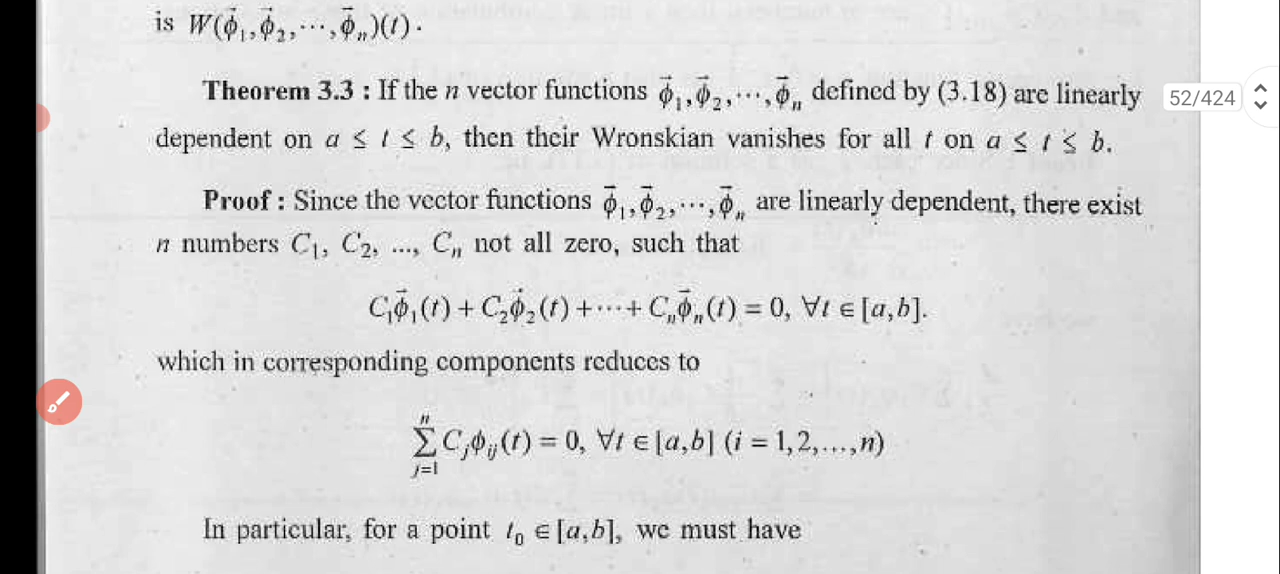 is W(ϕ⃗₁,ϕ⃗₂,⋯,ϕ⃗ₙ)(t).
Theorem 3.3 : If the n vector functions ϕ⃗₁,ϕ⃗₂,⋯,ϕ⃗ₙ defined by (3.18) are linearly
52/424
dependent on a ≤ t ≤ b, then their Wronskian vanishes for all t on a ≤ t ≤ b.
Proof : Since the vector functions ϕ⃗₁,ϕ⃗₂,⋯,ϕ⃗ₙ are linearly dependent, there exist
n numbers C₁, C₂, ..., Cₙ not all zero, such that
C₁ϕ⃗₁(t) + C₂ϕ⃗₂(t) + ⋯ + Cₙϕ⃗ₙ(t) = 0, ∀t ∈ [a,b].
which in corresponding components reduces to
∑ⁿⱼ₌₁ Cⱼϕᵢⱼ(t) = 0, ∀t ∈ [a,b] (i = 1,2,...,n)
In particular, for a point t₀ ∈ [a,b], we must have